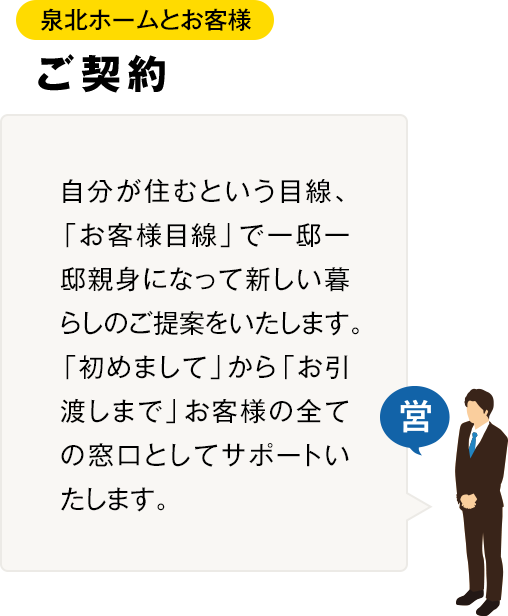 泉北ホームとお客様
ご契約
自分が住むという目線、
「お客様目線」で一邸一
邸親身になって新しい暮
らしのご提案をいたします。
「初めまして」から「お引
渡しまで」お客様の全て
の窓口としてサポートい
たします。
営